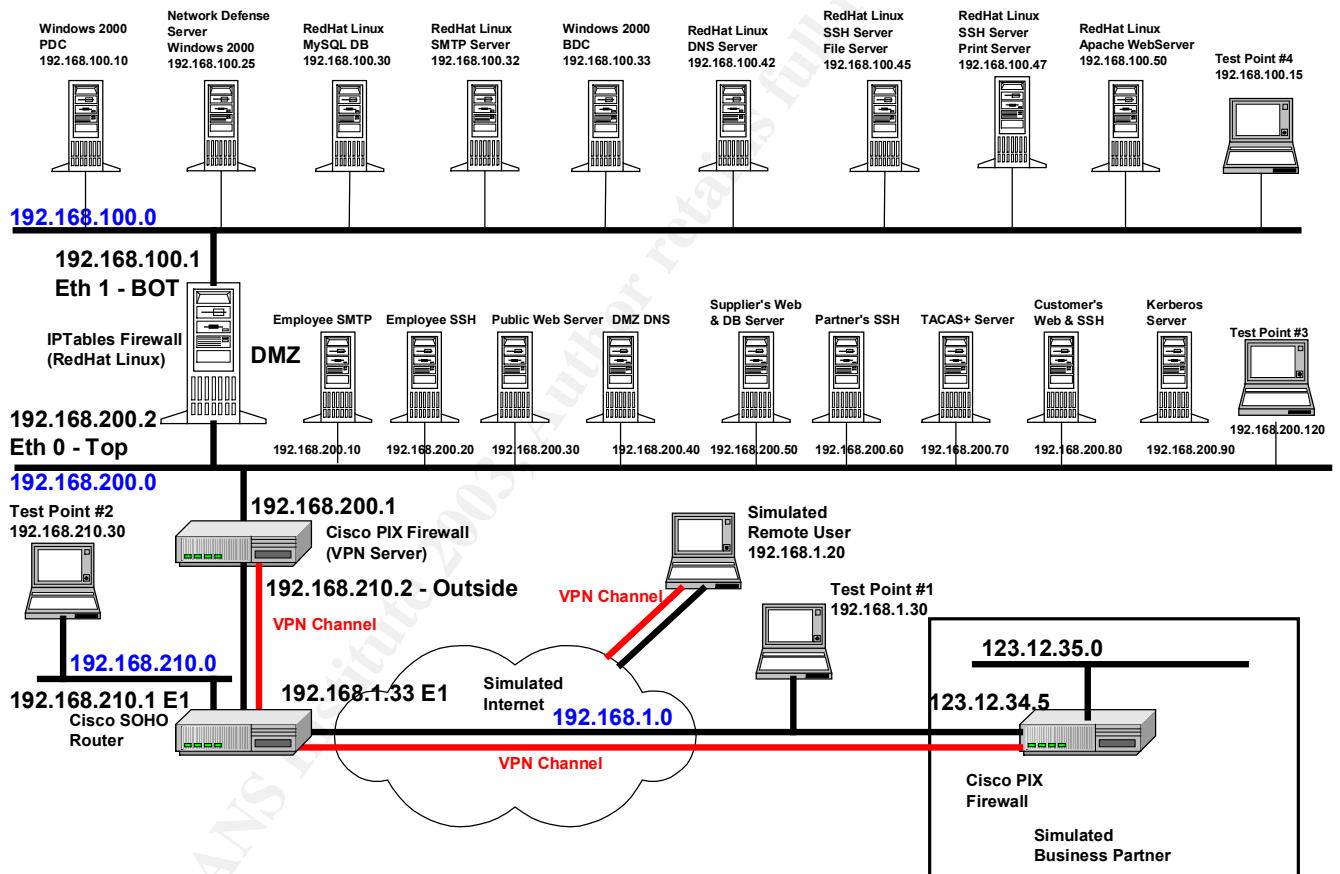 Windows 2000
PDC
192.168.100.10
Network Defense
Server
Windows 2000
192.168.100.25
RedHat Linux
MySQL DB
192.168.100.30
RedHat Linux
SMTP Server
192.168.100.32
Windows 2000
BDC
192.168.100.33
RedHat Linux
DNS Server
192.168.100.42
RedHat Linux
SSH Server
File Server
192.168.100.45
RedHat Linux
SSH Server
Print Server
192.168.100.47
RedHat Linux
Apache WebServer
192.168.100.50
Test Point #4
192.168.100.15
192.168.100.0
192.168.100.1
Eth 1 - BOT
IPTables Firewall
(RedHat Linux)
DMZ
192.168.200.2
Eth 0 - Top
Employee SMTP
192.168.200.10
Employee SSH
192.168.200.20
Public Web Server
192.168.200.30
DMZ DNS
192.168.200.40
Supplier's Web
& DB Server
192.168.200.50
Partner's SSH
192.168.200.60
TACAS+ Server
192.168.200.70
Customer's
Web & SSH
192.168.200.80
Kerberos
Server
192.168.200.90
Test Point #3
192.168.200.120
192.168.200.0
Test Point #2
192.168.210.30
192.168.200.1
Cisco PIX Firewall
(VPN Server)
192.168.210.2 - Outside
VPN Channel
Simulated
Remote User
192.168.1.20
VPN Channel
Test Point #1
192.168.1.30
192.168.210.0
192.168.210.1 E1
Cisco SOHO
Router
192.168.1.33 E1
Simulated
Internet
192.168.1.0
VPN Channel
123.12.35.0
123.12.34.5
Cisco PIX
Firewall
Simulated
Business Partner
ANS Institute 2003, Author retains full